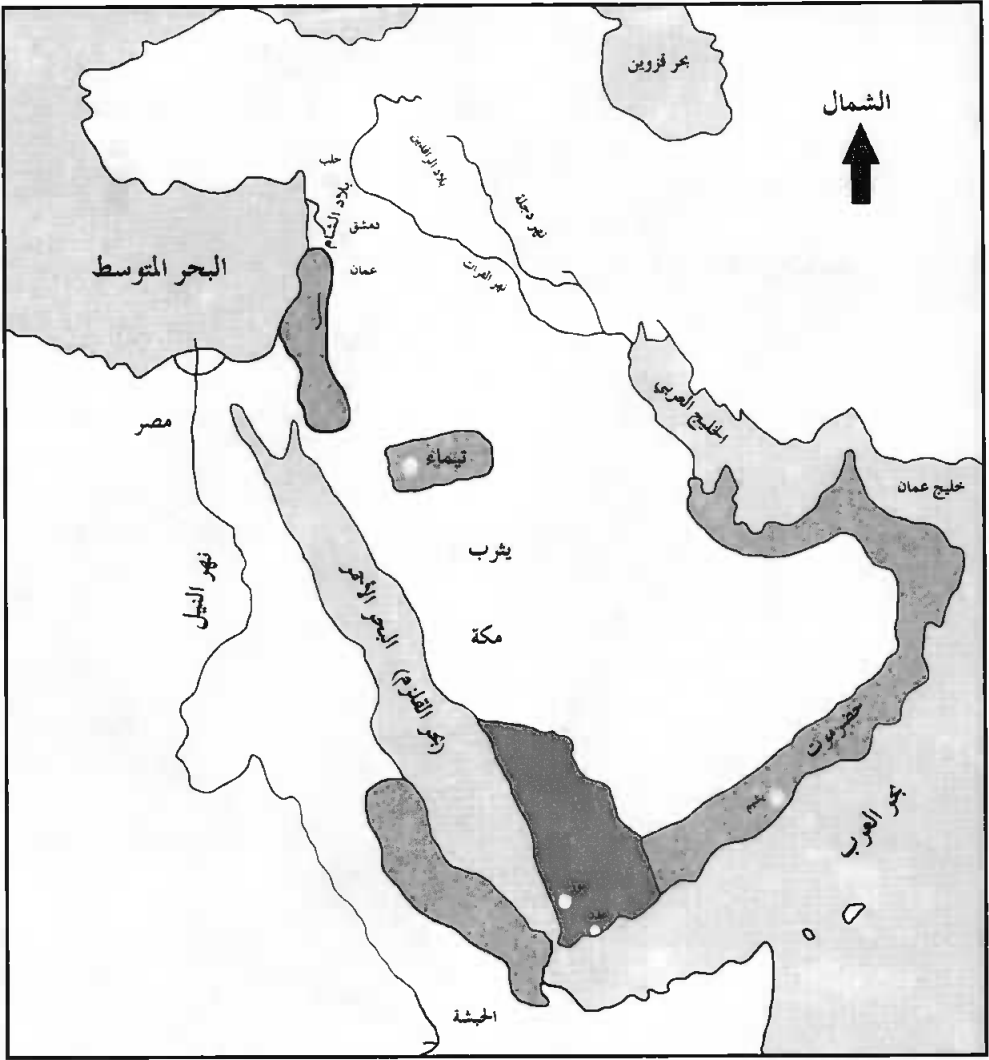 بحر قزوين
الشمال
حلب
بلاد الشام
دمشق
عمان
بلاد الرافدين
نهر دجلة
نهر الفرات
البحر المتوسط
مصر
تيماء
الخليج العربي
خليج عمان
يثرب
مكة
نهر النيل
البحر الأحمر
(بحر القلزم)
حضرموت
بحر العرب
عدن
الحبشة